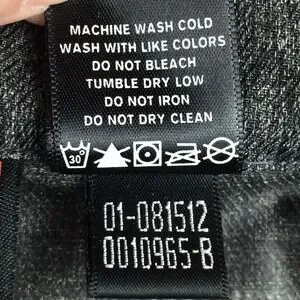 MACHINE WASH COLD
WASH WITH LIKE COLORS
DO NOT BLEACH
TUMBLE DRY LOW
DO NOT IRON
DO NOT DRY CLEAN
30°
01-081512
0010965-B